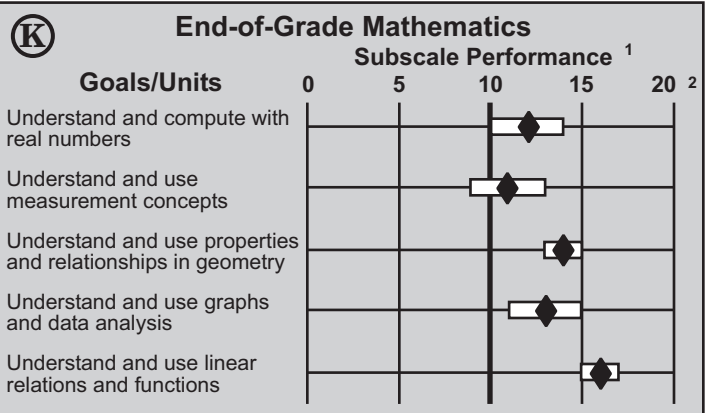 K
End-of-Grade Mathematics
Subscale Performance 1
Goals/Units 0 5 10 15 20 2
Understand and compute with
real numbers
Understand and use
measurement concepts
Understand and use properties
and relationships in geometry
Understand and use graphs
and data analysis
Understand and use linear
relations and functions